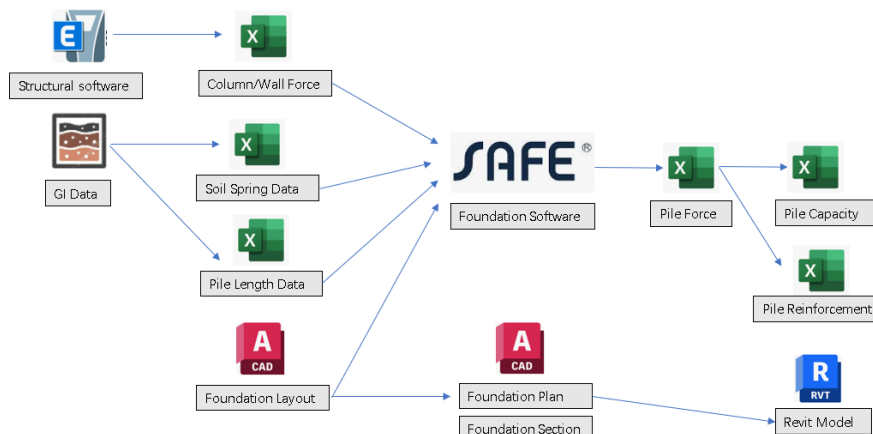 E
X
Structural software
Column/Wall Force
X
GI Data
Soil Spring Data
SAFE®
Foundation Software
X
Pile Force
X
Pile Capacity
X
Pile Length Data
X
Pile Reinforcement
A
CAD
Foundation Layout
A
CAD
Foundation Plan
Foundation Section
R
RVT
Revit Model